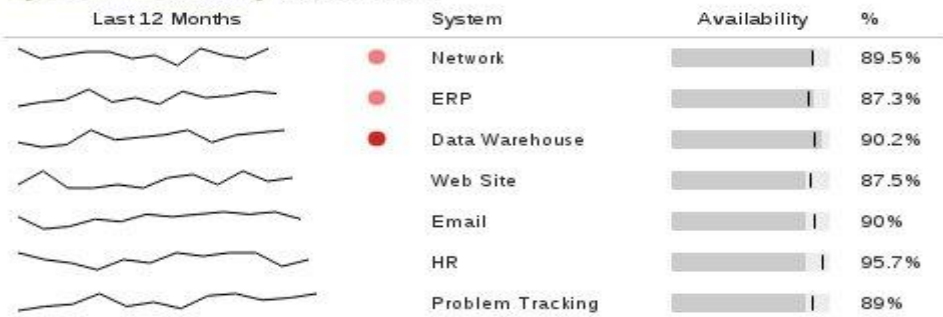 Last 12 Months System Availability %
Network 89.5%
ERP 87.3%
Data Warehouse 90.2%
Web Site 87.5%
Email 90%
HR 95.7%
Problem Tracking 89%